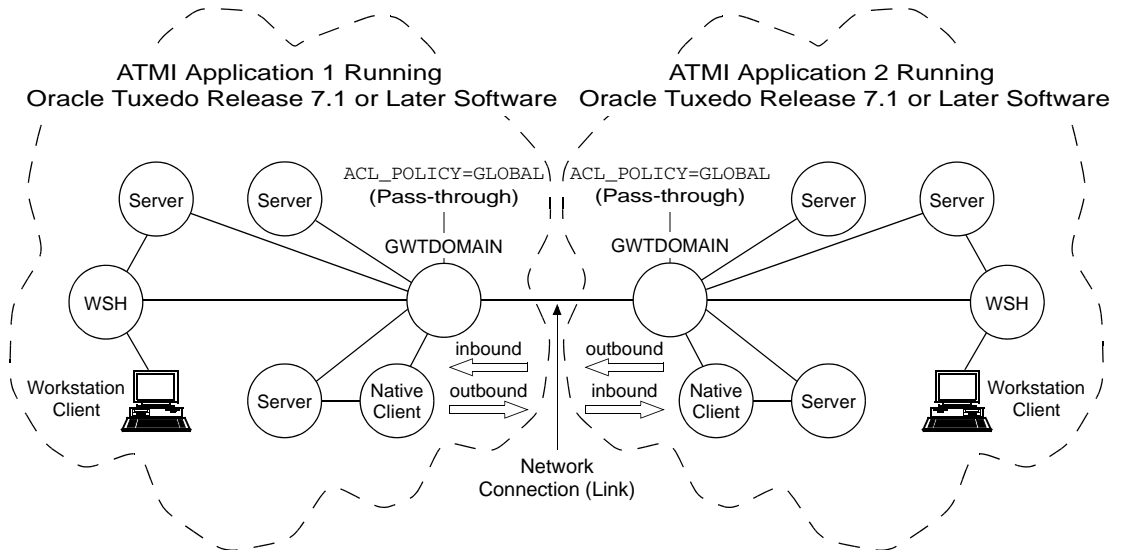 ATMI Application 1 Running
Oracle Tuxedo Release 7.1 or Later Software
ATMI Application 2 Running
Oracle Tuxedo Release 7.1 or Later Software
ACL_POLICY=GLOBAL
(Pass-through)
ACL_POLICY=GLOBAL
(Pass-through)
Server
Server
Server
Server
GWTDOMAIN
GWTDOMAIN
WSH
WSH
inbound
outbound
outbound
inbound
Workstation
Client
Server
Native
Client
Native
Client
Server
Workstation
Client
Network
Connection (Link)